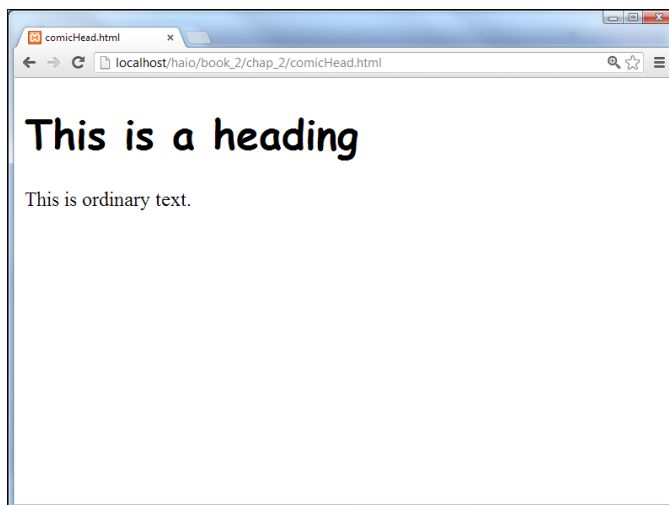 comicHead.html
localhost/haio/book_2/chap_2/comicHead.html
This is a heading
This is ordinary text.